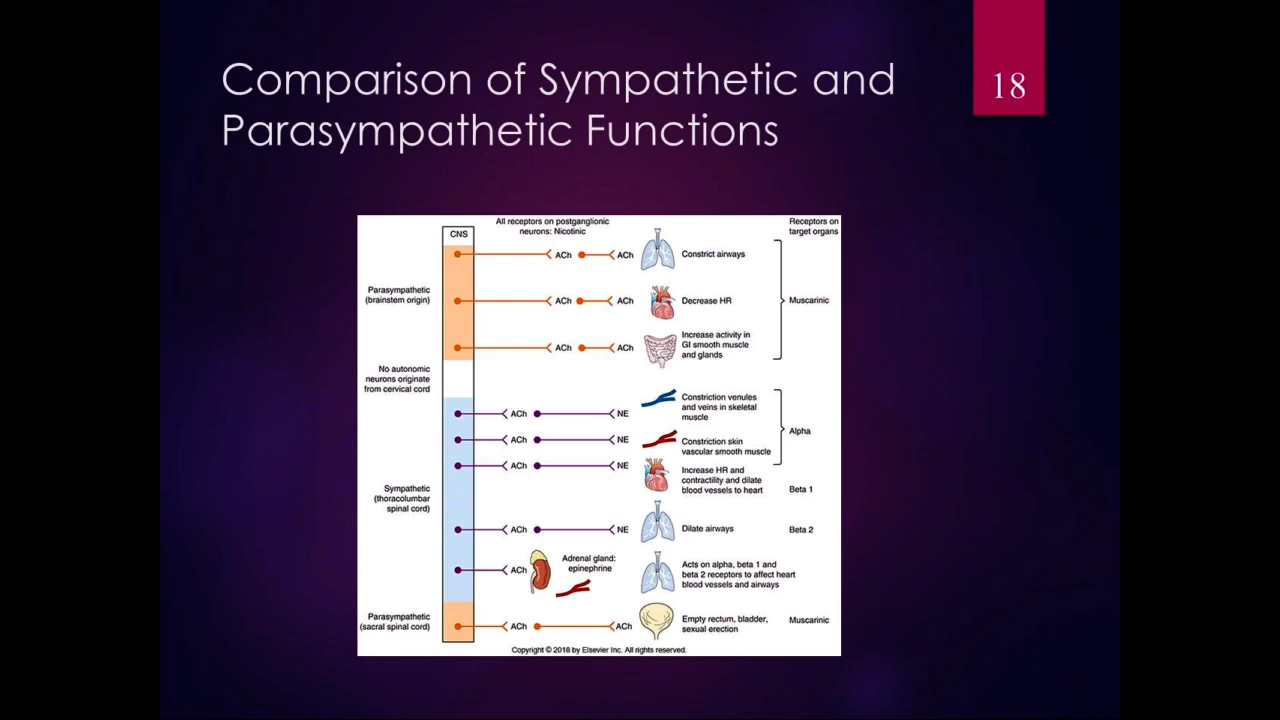 Comparison of Sympathetic and
Parasympathetic Functions
18
All receptors on postganglionic
neurons: Nicotinic
Receptors on
target organs
CNS
Parasympathetic
(brainstem origin)
ACh
ACh
Constrict airways
ACh
ACh
Decrease HR
Muscarinic
ACh
ACh
Increase activity in
GI smooth muscle
and glands
No autonomic
neurons originate
from cervical cord
Sympathetic
(thoracolumbar
spinal cord)
ACh
NE
Constriction venules
and veins in skeletal
muscle
Alpha
ACh
NE
Constriction skin
vascular smooth muscle
ACh
NE
Increase HR and
contractility and dilate
blood vessels to heart
Beta 1
ACh
NE
Dilate airways
Beta 2
ACh
Adrenal gland:
epinephrine
Acts on alpha, beta 1 and
beta 2 receptors to affect heart
blood vessels and airways
Parasympathetic
(sacral spinal cord)
ACh
ACh
Empty rectum, bladder,
sexual erection
Muscarinic
Copyright © 2018 by Elsevier Inc. All rights reserved.